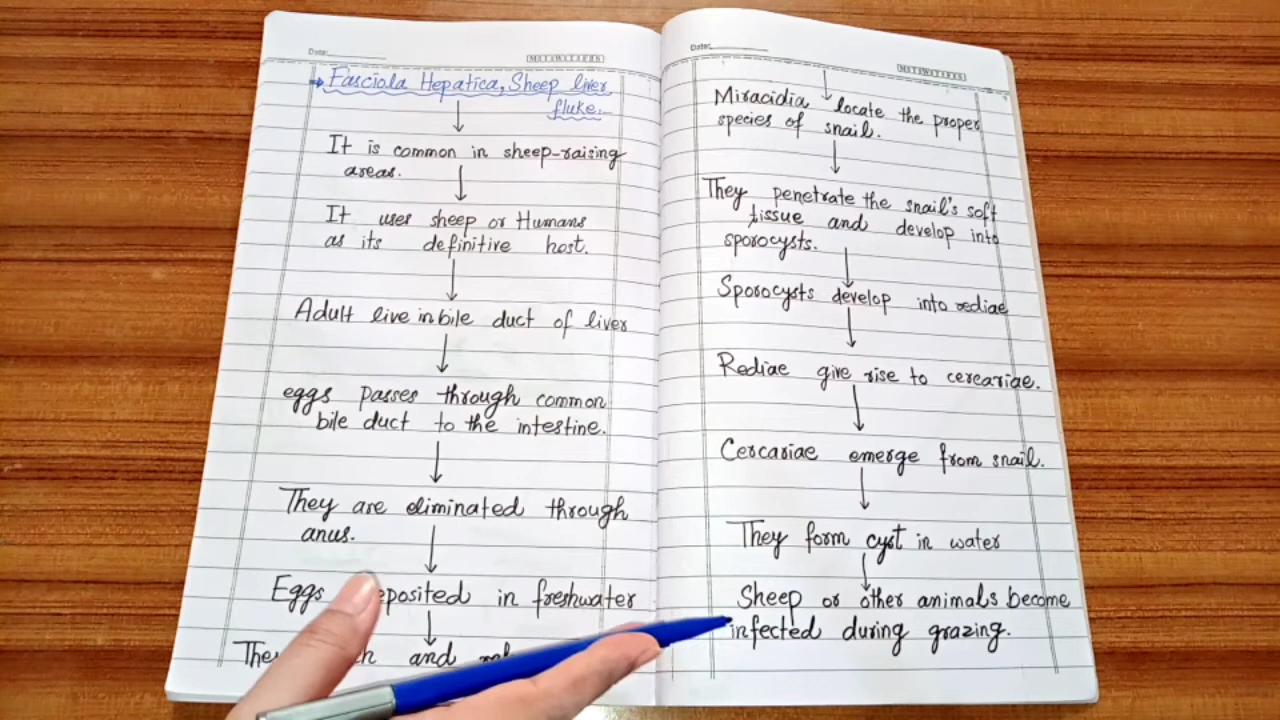 Date:
MITWITEFSS
→ Fasciola Hepatica, Sheep liver
fluke.
It is common in sheep-raising
areas.
It uses sheep or Humans
as its definitive host.
Adult live in bile duct of liver
eggs passes through common
bile duct to the intestine.
They are eliminated through
anus.
Eggs eposited in freshwater
and
Date:
Miracidia locate the proper
species of snail.
They penetrate the snail's soft
tissue and develop into
sporocysts.
Sporocysts develop into rediae
Rediae give rise to cercariae.
Cercariae emerge from snail.
They form cyst in water
Sheep or other animals become
infected during grazing.